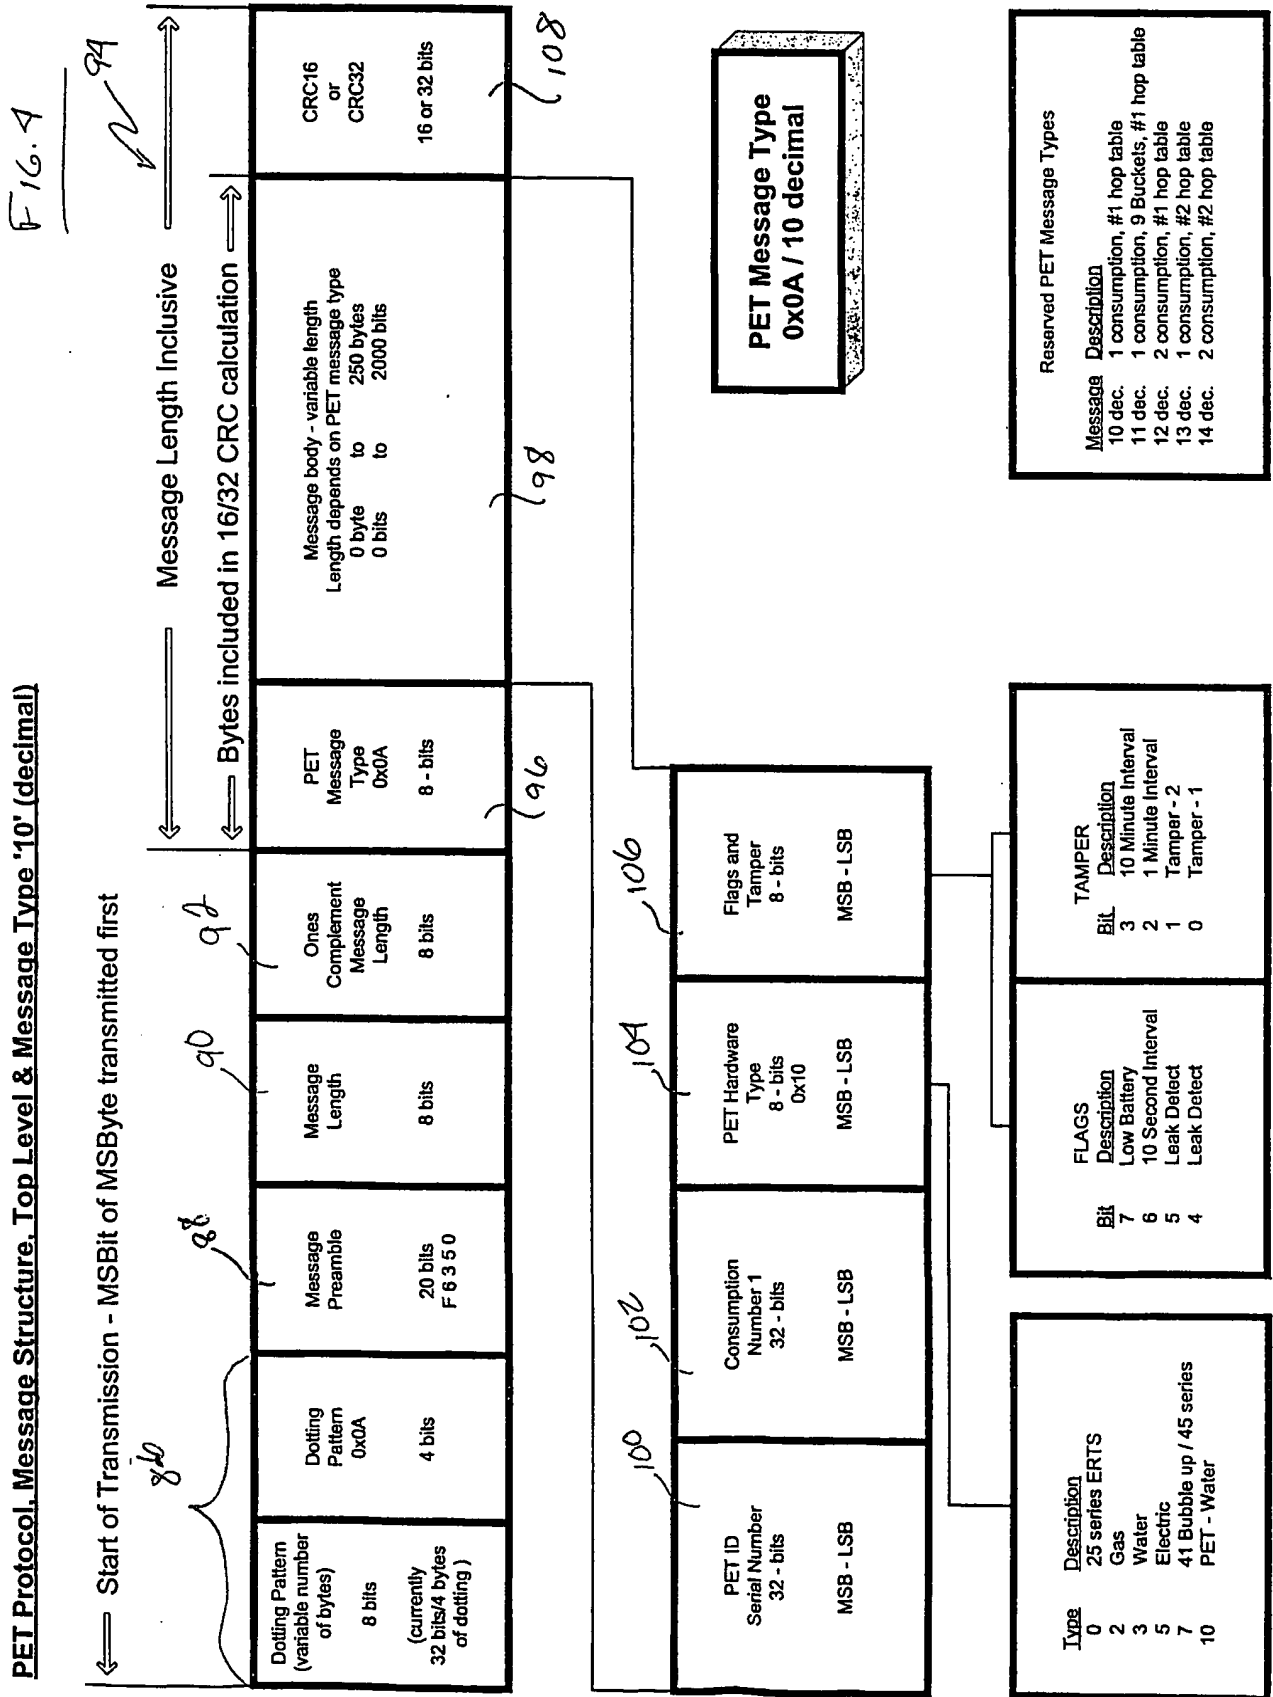 FIG. 4
PET Protocol, Message Structure, Top Level & Message Type '10' (decimal)
Start of Transmission - MSBit of MSByte transmitted first
Message Length Inclusive
94
Bytes included in 16/32 CRC calculation
86
88
90
92
Dotting Pattern
(variable number
of bytes)
8 bits
(currently
32 bits/4 bytes
of dotting )
Dotting
Pattern
0x0A
4 bits
Message
Preamble
20 bits
F 6 3 5 0
Message
Length
8 bits
Ones
Complement
Message
Length
8 bits
PET
Message
Type
0x0A
8 - bits
Message body - variable length
Length depends on PET message type
0 byte to 250 bytes
0 bits to 2000 bits
CRC16
or
CRC32
16 or 32 bits
96
98
108
100
102
104
106
PET ID
Serial Number
32 - bits
MSB - LSB
Consumption
Number 1
32 - bits
MSB - LSB
PET Hardware
Type
8 - bits
0x10
MSB - LSB
Flags and
Tamper
8 - bits
MSB - LSB
PET Message Type
0x0A / 10 decimal
Type Description
0 25 series ERTS
2 Gas
3 Water
5 Electric
7 41 Bubble up / 45 series
10 PET - Water
FLAGS
Bit Description
7 Low Battery
6 10 Second Interval
5 Leak Detect
4 Leak Detect
TAMPER
Bit Description
3 10 Minute Interval
2 1 Minute Interval
1 Tamper - 2
0 Tamper - 1
Reserved PET Message Types
Message Description
10 dec. 1 consumption, #1 hop table
11 dec. 1 consumption, 9 Buckets, #1 hop table
12 dec. 2 consumption, #1 hop table
13 dec. 1 consumption, #2 hop table
14 dec. 2 consumption, #2 hop table